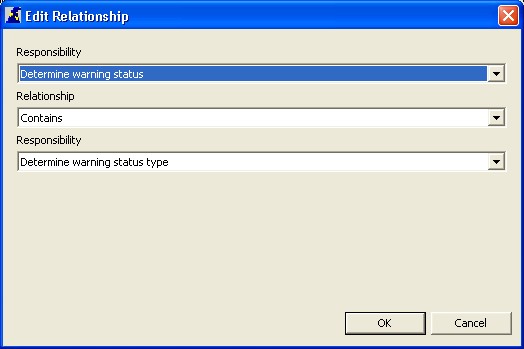 Edit Relationship
Responsibility
Determine warning status
Relationship
Contains
Responsibility
Determine warning status type
OK
Cancel